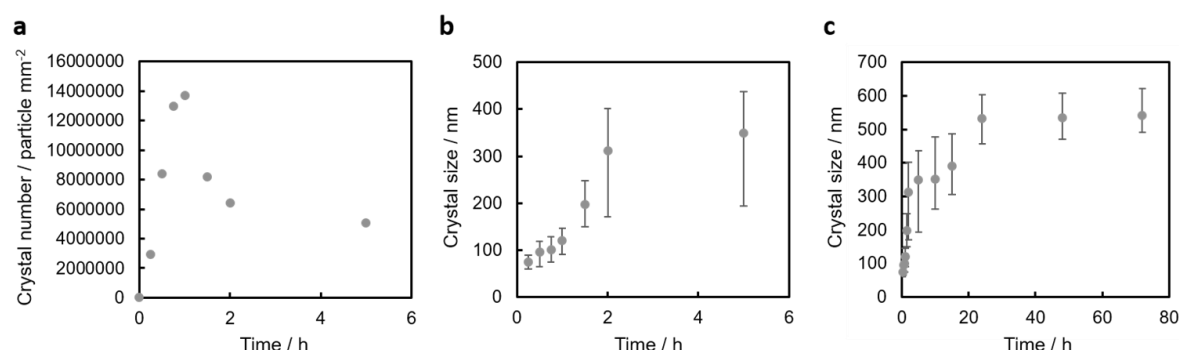 a
Crystal number / particle mm-2
16000000
14000000
12000000
10000000
8000000
6000000
4000000
2000000
0
0 2 4 6
Time / h
b
Crystal size / nm
500
400
300
200
100
0
0 2 4 6
Time / h
c
Crystal size / nm
700
600
500
400
300
200
100
0
0 20 40 60 80
Time / h